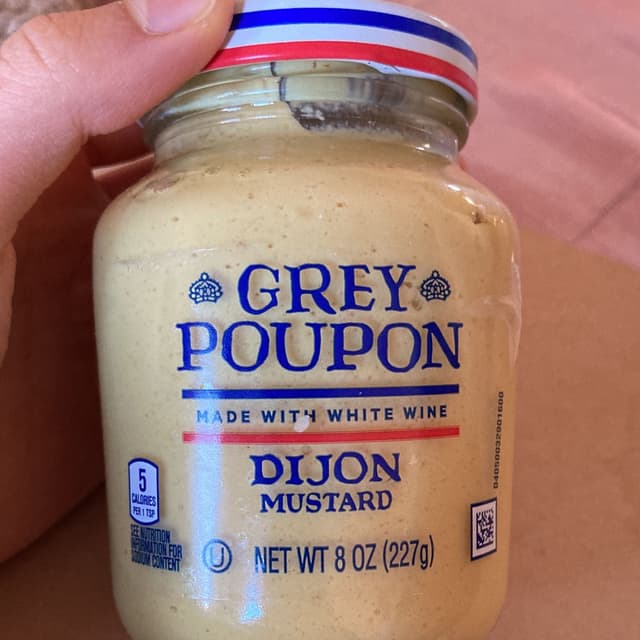 GREY
POUPON
MADE WITH WHITE WINE
DIJON
MUSTARD
5
CALORIES
PER 1 TSP
SEE NUTRITION
INFORMATION FOR
SODIUM CONTENT
U
NET WT 8 OZ (227g)